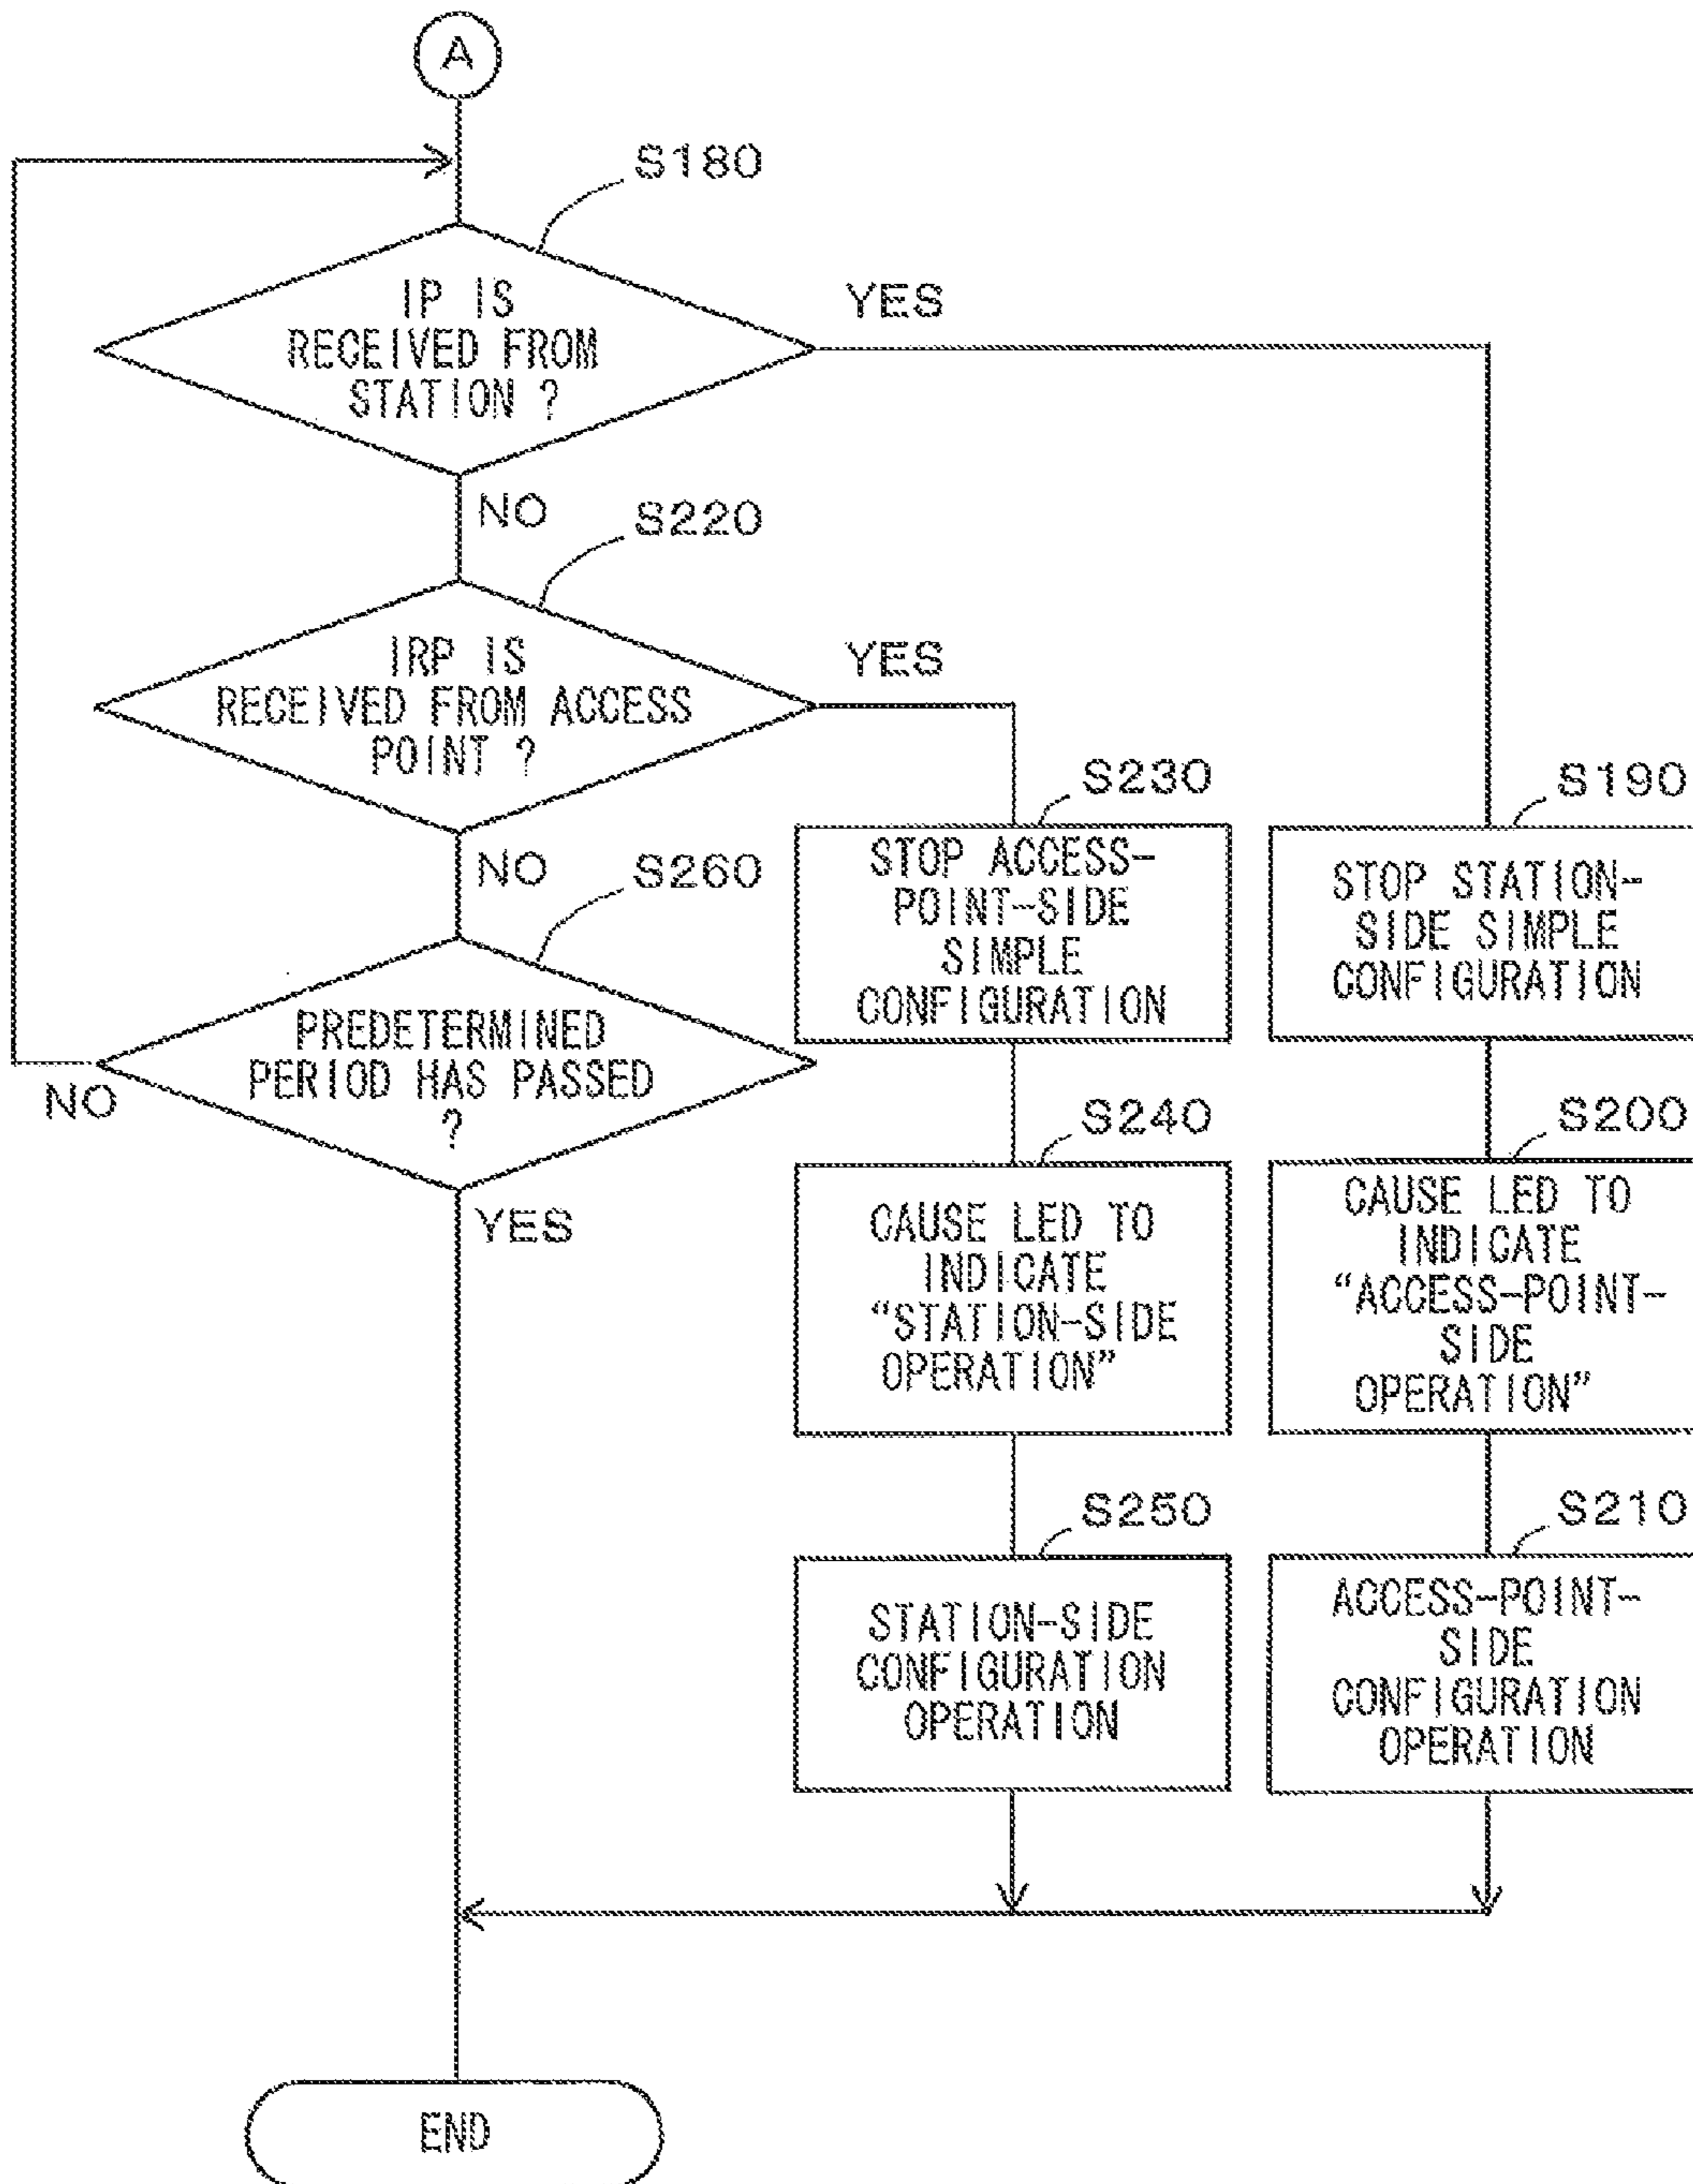 A
S180
IP IS
RECEIVED FROM
STATION ?
YES
NO
S220
IRP IS
RECEIVED FROM ACCESS
POINT ?
YES
NO
S260
PREDETERMINED
PERIOD HAS PASSED
?
NO
YES
S230
STOP ACCESS-
POINT-SIDE
SIMPLE
CONFIGURATION
S240
CAUSE LED TO
INDICATE
“STATION-SIDE
OPERATION”
S250
STATION-SIDE
CONFIGURATION
OPERATION
S190
STOP STATION-
SIDE SIMPLE
CONFIGURATION
S200
CAUSE LED TO
INDICATE
“ACCESS-POINT-
SIDE
OPERATION”
S210
ACCESS-POINT-
SIDE
CONFIGURATION
OPERATION
END